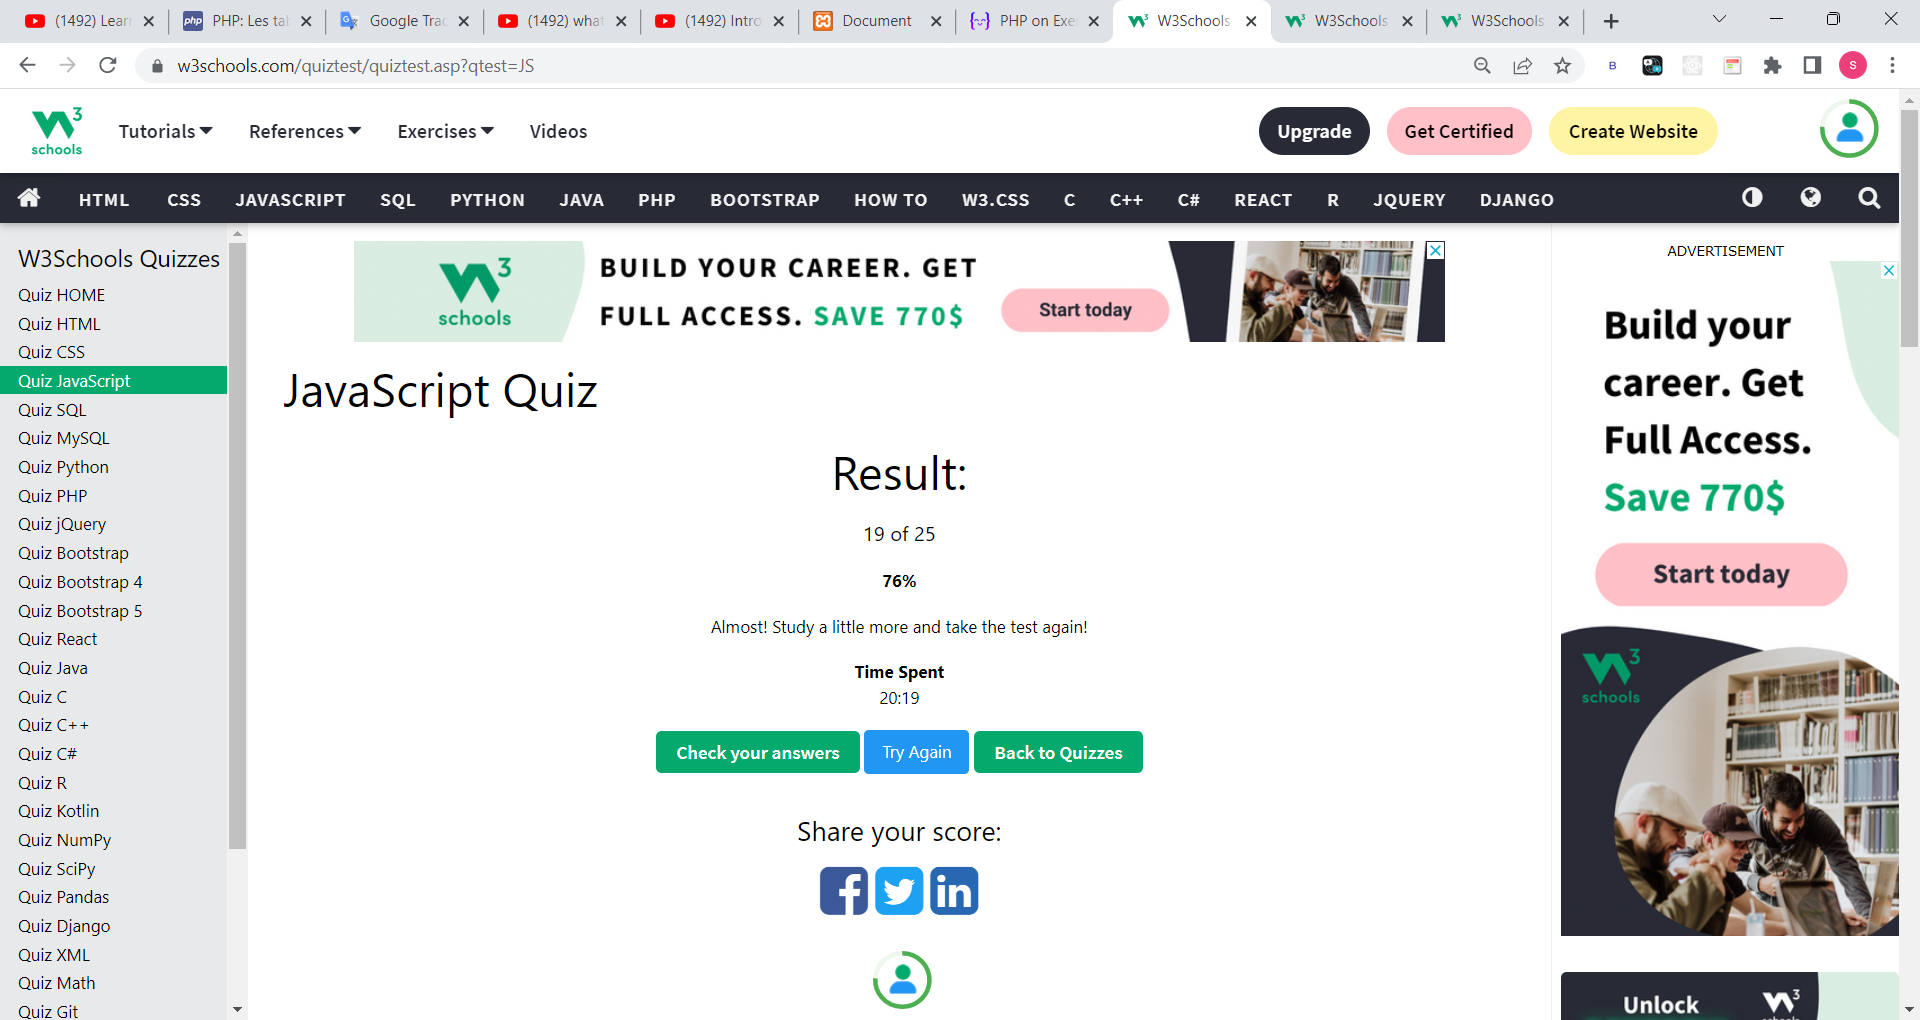 (1492) Lear
PHP: Les ta
Google Trac
(1492) what
(1492) Intro
Document
PHP on Exe
W3Schools
W3Schools
W3Schools
w3schools.com/quiztest/quiztest.asp?qtest=JS
B
S
W3
schools
Tutorials
References
Exercises
Videos
Upgrade
Get Certified
Create Website
HTML
CSS
JAVASCRIPT
SQL
PYTHON
JAVA
PHP
BOOTSTRAP
HOW TO
W3.CSS
C
C++
C#
REACT
R
JQUERY
DJANGO
W3Schools Quizzes
Quiz HOME
Quiz HTML
Quiz CSS
Quiz JavaScript
Quiz SQL
Quiz MySQL
Quiz Python
Quiz PHP
Quiz jQuery
Quiz Bootstrap
Quiz Bootstrap 4
Quiz Bootstrap 5
Quiz React
Quiz Java
Quiz C
Quiz C++
Quiz C#
Quiz R
Quiz Kotlin
Quiz NumPy
Quiz SciPy
Quiz Pandas
Quiz Django
Quiz XML
Quiz Math
Quiz Git
W3
schools
BUILD YOUR CAREER. GET
FULL ACCESS. SAVE 770$
Start today
JavaScript Quiz
Result:
19 of 25
76%
Almost! Study a little more and take the test again!
Time Spent
20:19
Check your answers
Try Again
Back to Quizzes
Share your score:
ADVERTISEMENT
Build your
career. Get
Full Access.
Save 770$
Start today
W3
schools
Unlock
W3